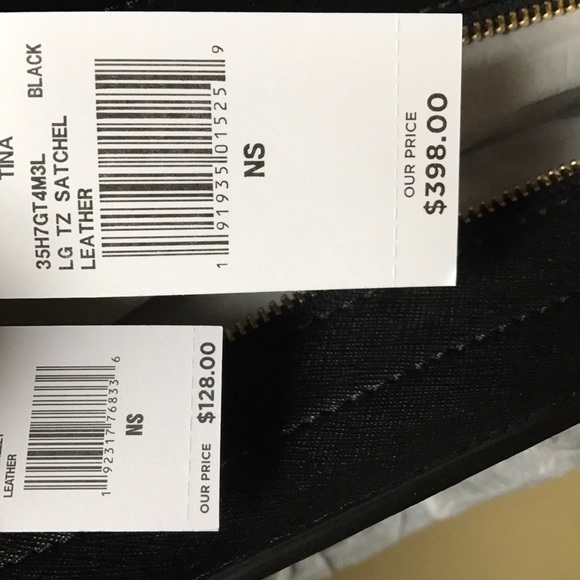 TINA
35H7GT4M3L BLACK
LG TZ SATCHEL
LEATHER
1 91935 01525 9
NS
OUR PRICE
$398.00
LEATHER
1 92317 76833 6
NS
OUR PRICE $128.00